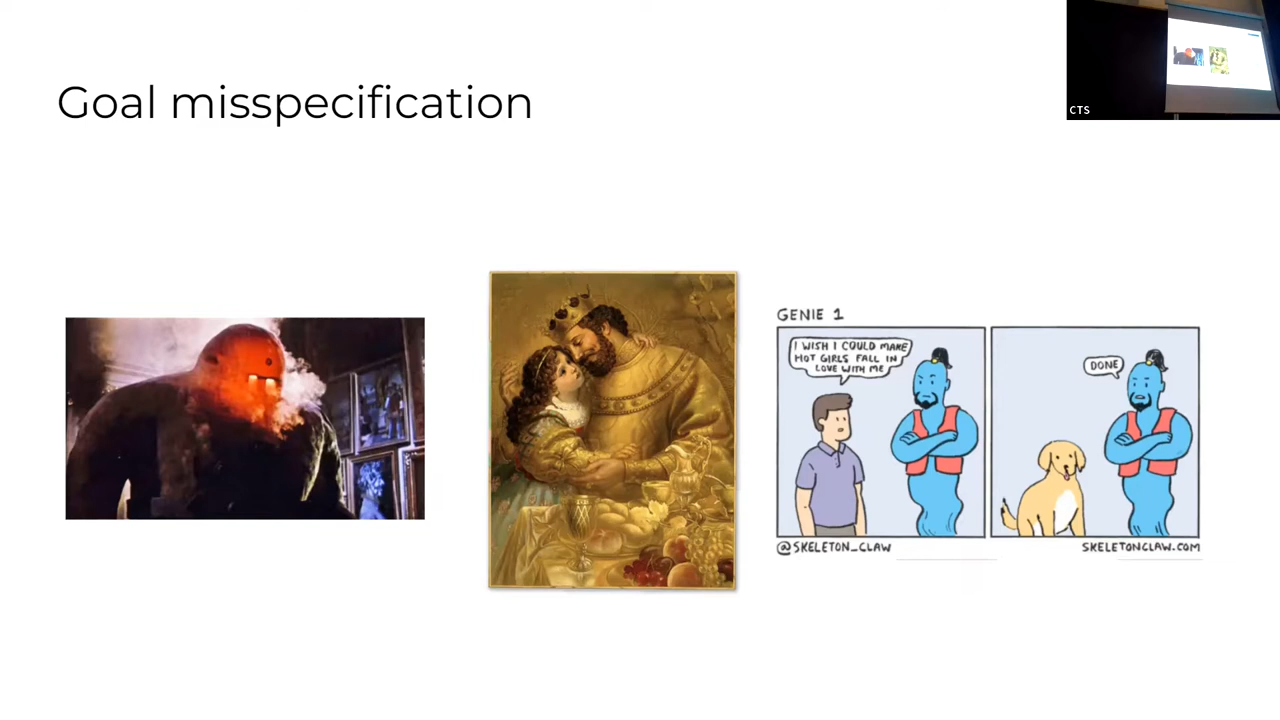 Goal misspecification
CTS
GENIE 1
I WISH I COULD MAKE
HOT GIRLS FALL IN
LOVE WITH ME
DONE
@SKELETON_CLAW
SKELETONCLAW.COM